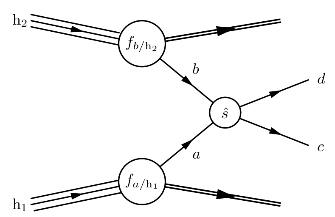 h₂
f_{b/h₂}
b
d
ŝ
c
a
f_{a/h₁}
h₁